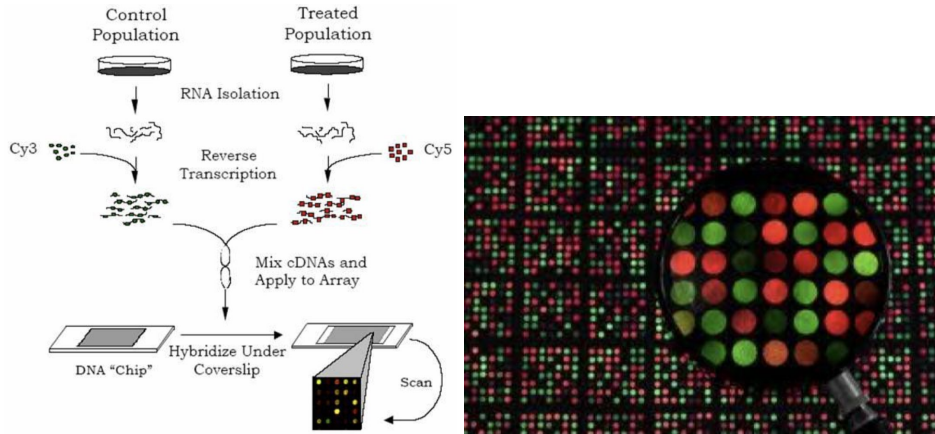 Control
Population
Treated
Population
RNA Isolation
Cy3
Reverse
Transcription
Cy5
Mix cDNAs and
Apply to Array
DNA “Chip”
Hybridize Under
Coverslip
Scan